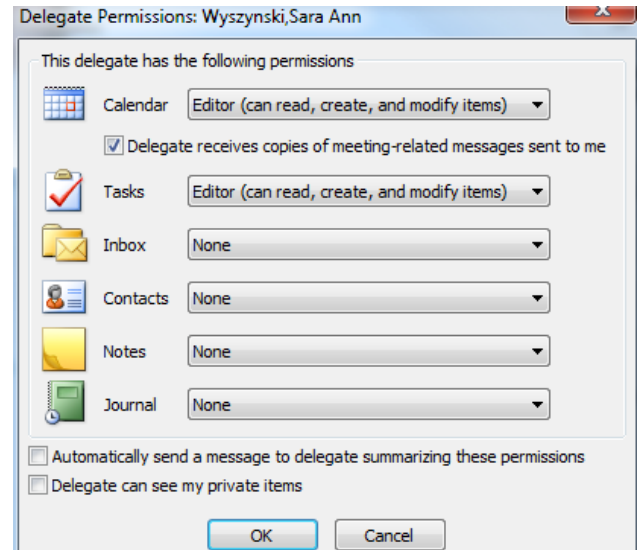 Delegate Permissions: Wyszynski,Sara Ann
This delegate has the following permissions
Calendar Editor (can read, create, and modify items)
Delegate receives copies of meeting-related messages sent to me
Tasks Editor (can read, create, and modify items)
Inbox None
Contacts None
Notes None
Journal None
Automatically send a message to delegate summarizing these permissions
Delegate can see my private items
OK Cancel